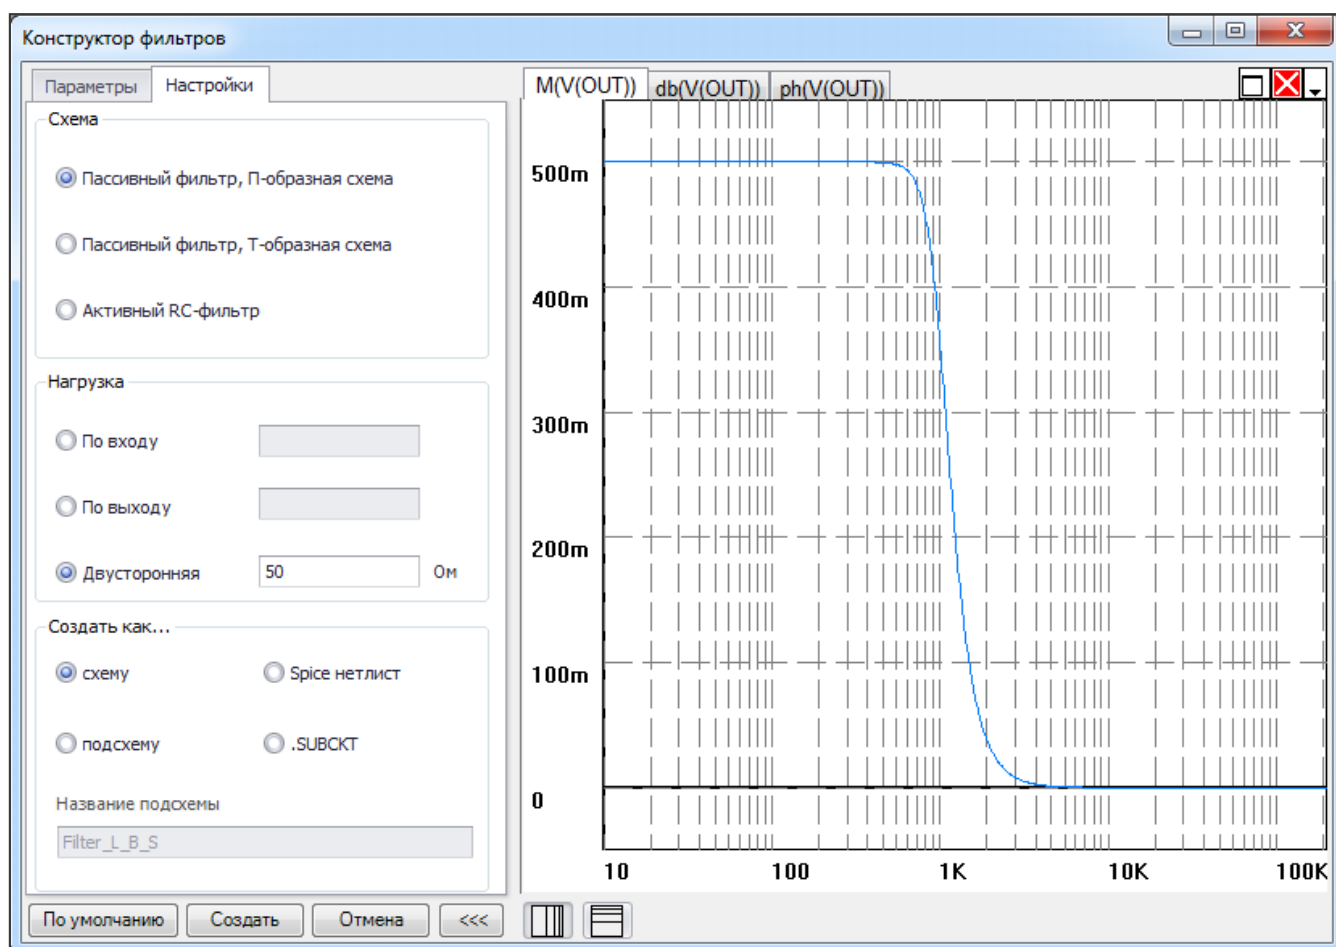 Конструктор фильтров
Параметры Настройки
Схема
Пассивный фильтр, П-образная схема
Пассивный фильтр, Т-образная схема
Активный RC-фильтр
Нагрузка
По входу
По выходу
Двусторонняя 50 Ом
Создать как...
схему Spice нетлист
подсхему .SUBCKT
Название подсхемы
Filter_L_B_S
По умолчанию Создать Отмена <<<
M(V(OUT)) db(V(OUT)) ph(V(OUT))
500m
400m
300m
200m
100m
0
10 100 1K 10K 100K